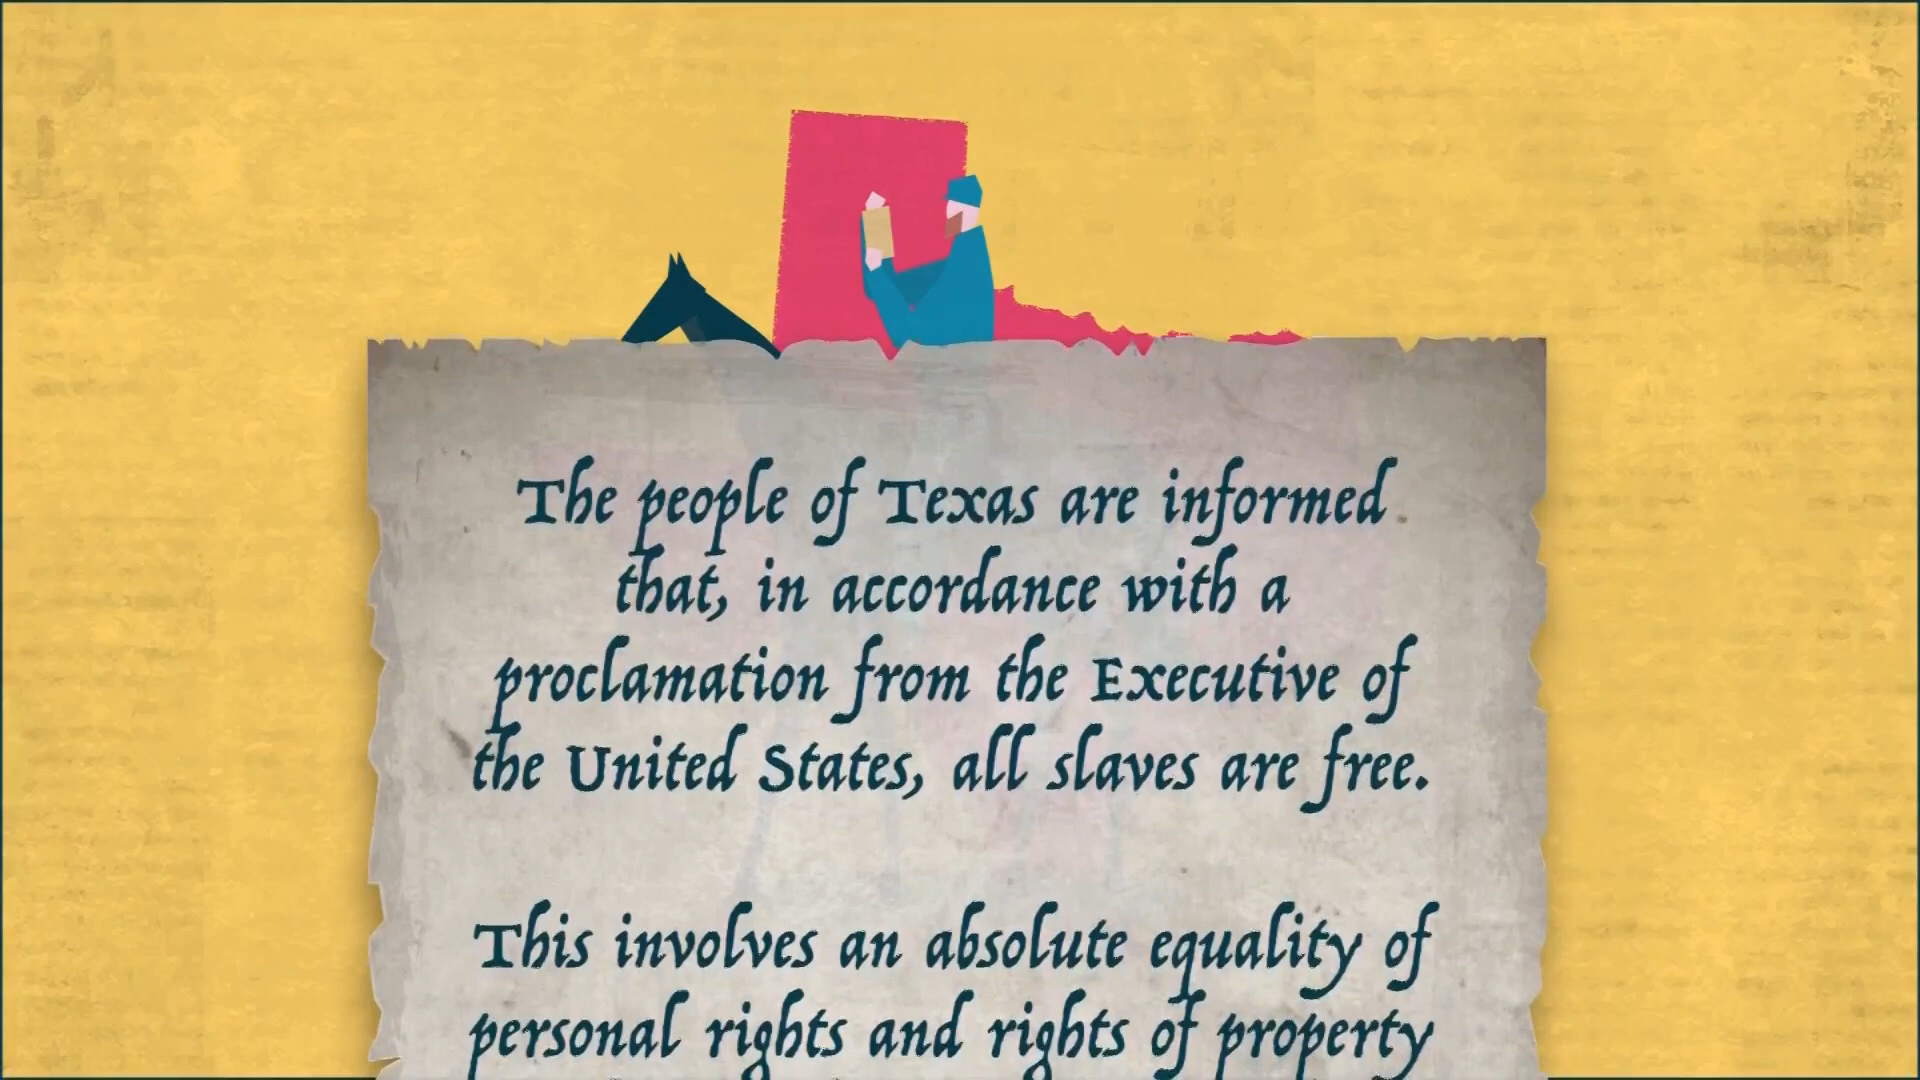 The people of Texas are informed
that, in accordance with a
proclamation from the Executive of
the United States, all slaves are free.
This involves an absolute equality of
personal rights and rights of property